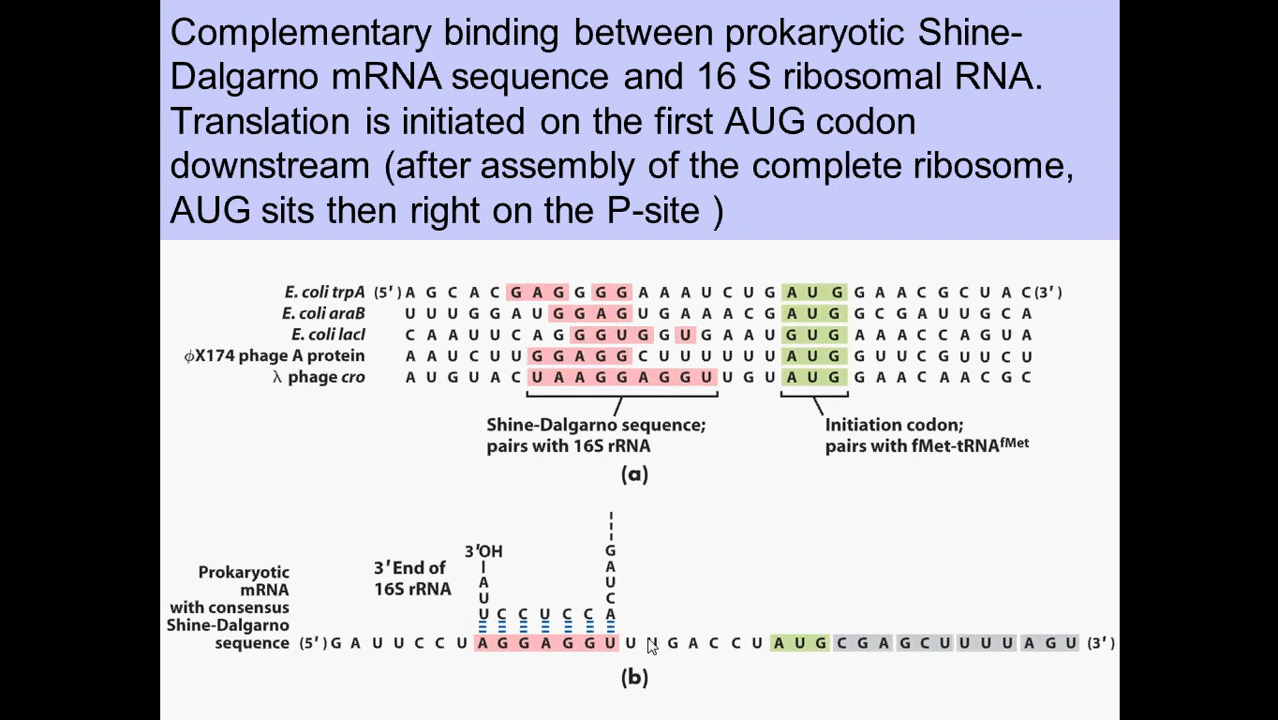 Complementary binding between prokaryotic Shine-
Dalgarno mRNA sequence and 16 S ribosomal RNA.
Translation is initiated on the first AUG codon
downstream (after assembly of the complete ribosome,
AUG sits then right on the P-site )
E. coli trpA (5′) A G C A C G A G G G G A A A U C U G A U G G A A C G C U A C (3′)
E. coli araB U U U G G A U G G A G U G A A A C G A U G G C G A U U G C A
E. coli lacI C A A U U C A G G G U G G U G A A U G U G A A A C C A G U A
ϕX174 phage A protein A A U C U U G G A G G C U U U U U U A U G G U U C G U U C U
λ phage cro A U G U A C U A A G G A G G U U G U A U G G A A C A A C G C
Shine-Dalgarno sequence;
pairs with 16S rRNA
Initiation codon;
pairs with fMet-tRNAfMet
(a)
3′OH
G
3′ End of
16S rRNA
A
A
U
U
C
U C C U C C A
Prokaryotic
mRNA
with consensus
Shine-Dalgarno
sequence
(5′) G A U U C C U A G G A G G U U U G A C C U A U G C G A G C U U U U A G U (3′)
(b)